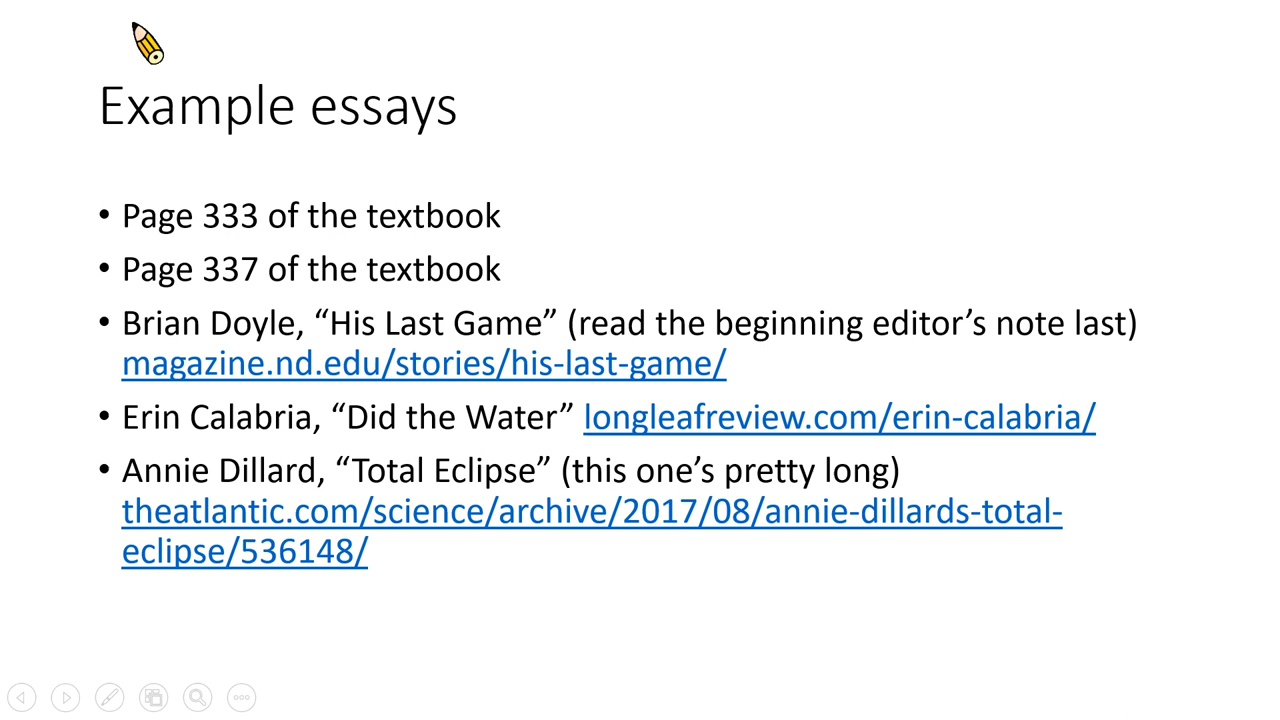 Example essays
• Page 333 of the textbook
• Page 337 of the textbook
• Brian Doyle, “His Last Game” (read the beginning editor’s note last)
magazine.nd.edu/stories/his-last-game/
• Erin Calabria, “Did the Water” longleafreview.com/erin-calabria/
• Annie Dillard, “Total Eclipse” (this one’s pretty long)
theatlantic.com/science/archive/2017/08/annie-dillards-total-
eclipse/536148/